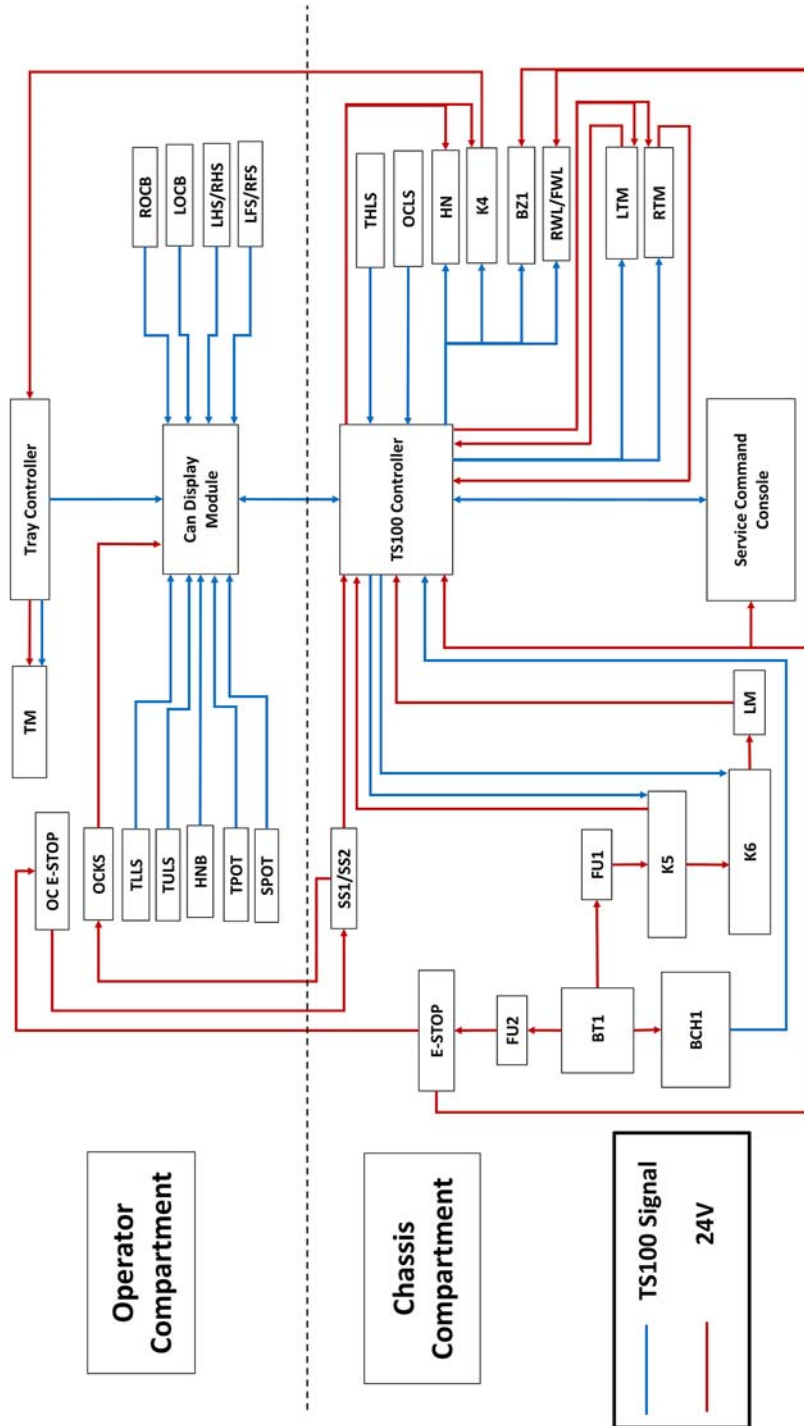 Operator
Compartment
OC E-STOP
OCKS
TLLS
TULS
HNB
TPOT
SPOT
TM
Tray Controller
Can Display
Module
ROCB
LOCB
LHS/RHS
LFS/RFS
Chassis
Compartment
E-STOP
FU2
BT1
BCH1
FU1
K5
K6
LM
SS1/SS2
TS100 Controller
Service Command
Console
THLS
OCLS
HN
K4
BZ1
RWL/FWL
LTM
RTM
TS100 Signal
24V